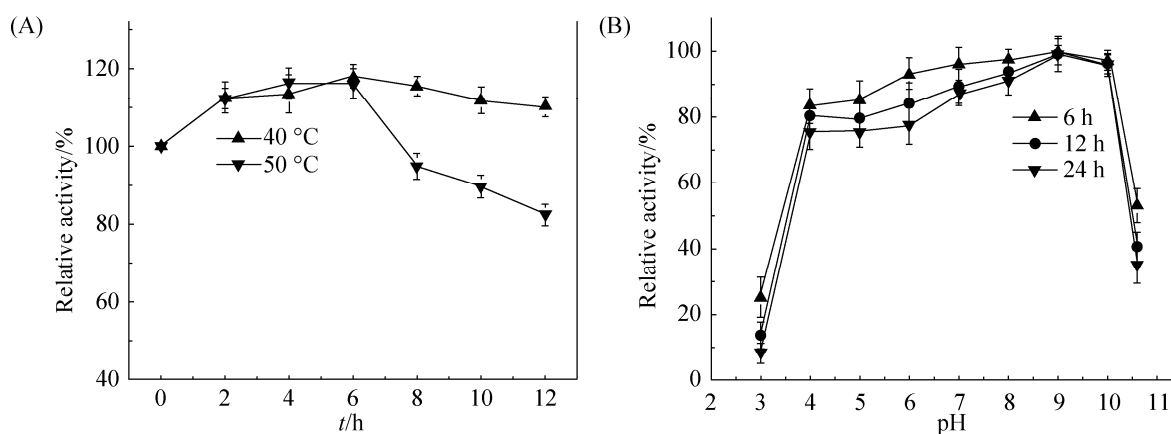 (A)
Relative activity/%
120
100
80
60
40
40 °C
50 °C
0 2 4 6 8 10 12
t/h
(B)
Relative activity/%
100
80
60
40
20
0
6 h
12 h
24 h
2 3 4 5 6 7 8 9 10 11
pH